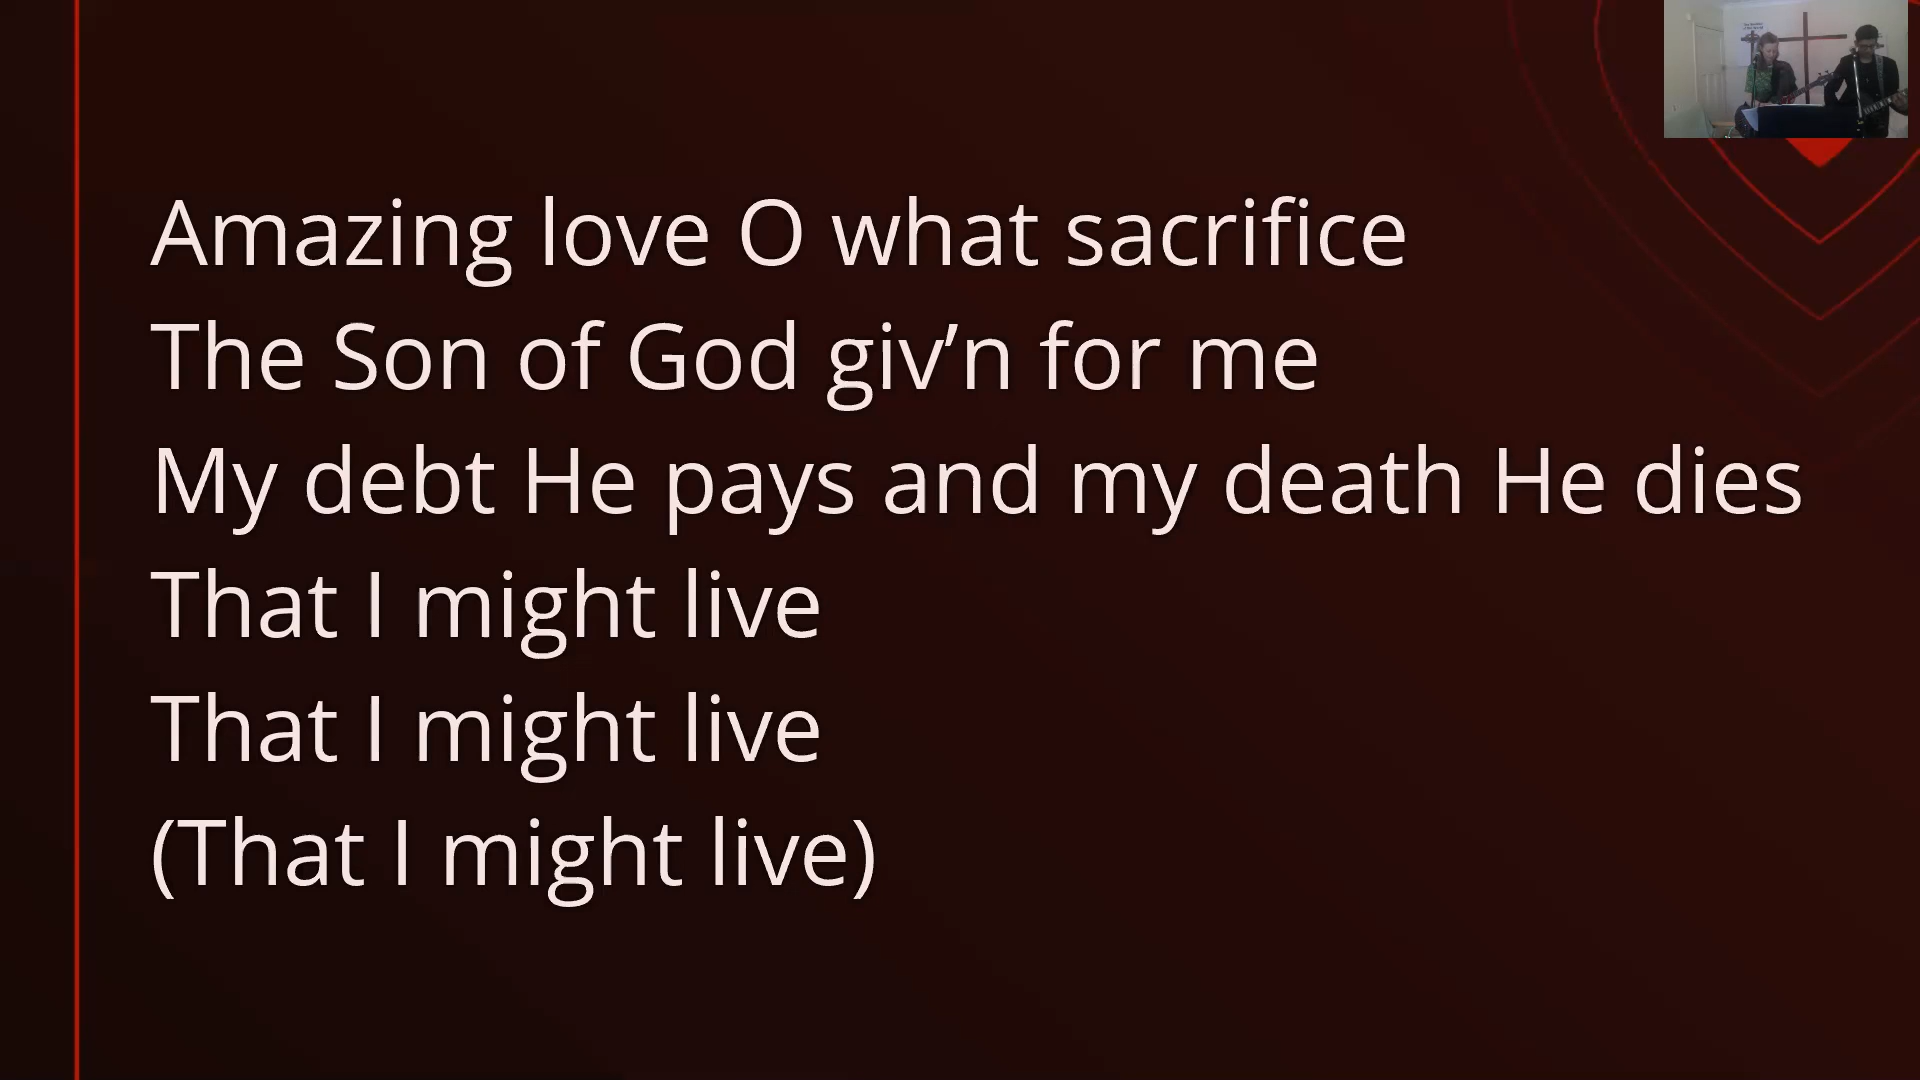 Amazing love O what sacrifice
The Son of God giv’n for me
My debt He pays and my death He dies
That I might live
That I might live
(That I might live)